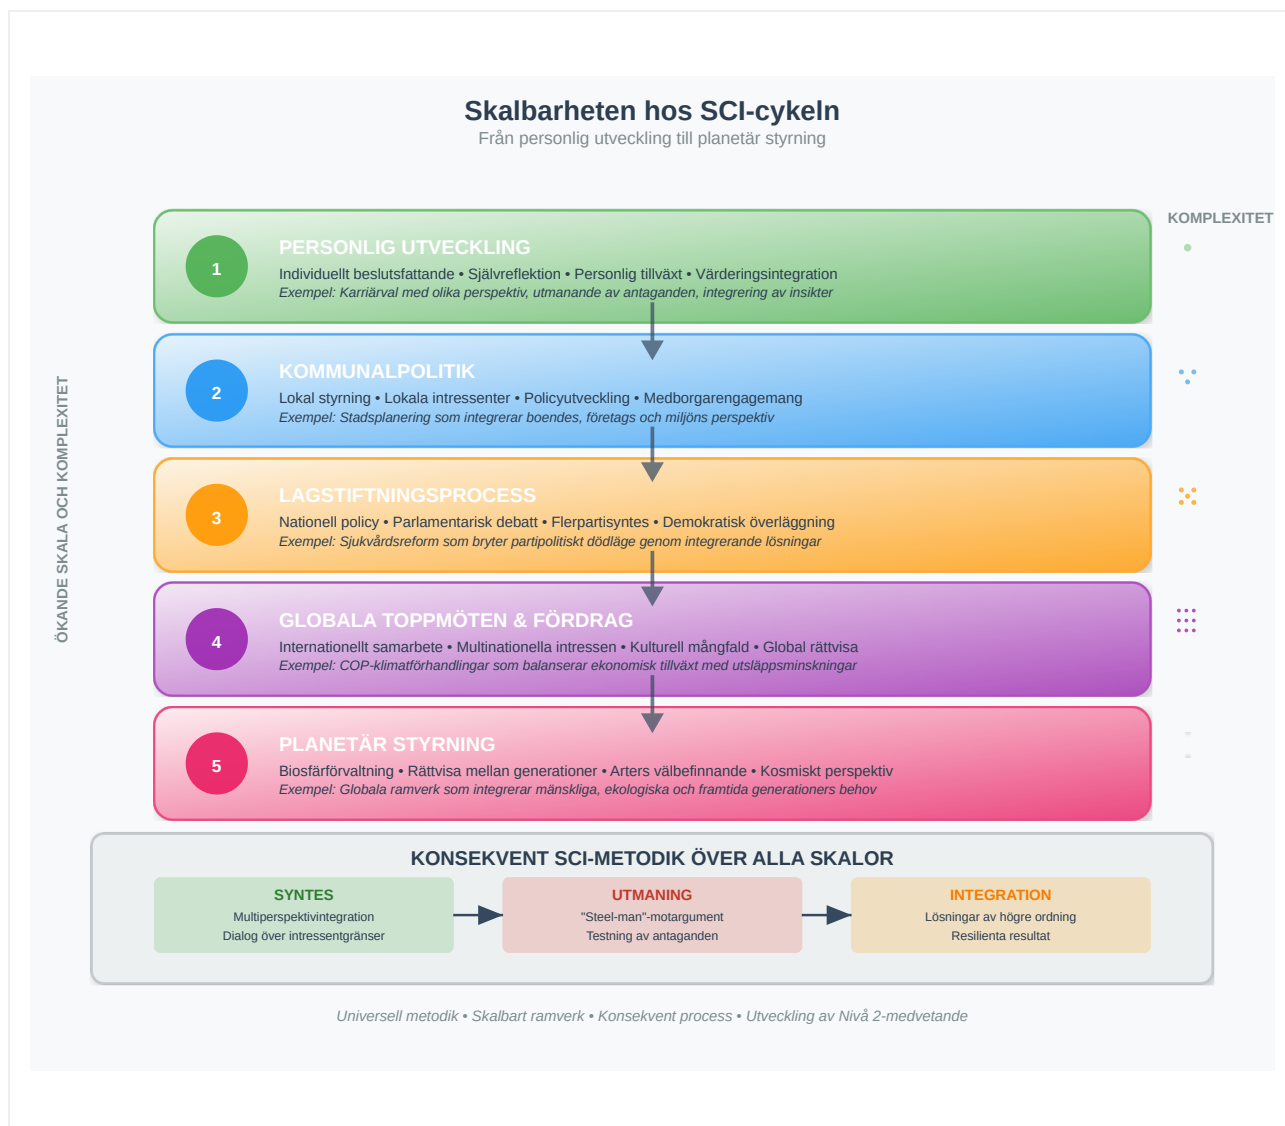 Skalbarheten hos SCI-cykeln
Från personlig utveckling till planetär styrning
KOMPLEXITET
ÖKANDE SKALA OCH KOMPLEXITET
1
PERSONLIG UTVECKLING
Individuellt beslutsfattande • Självreflektion • Personlig tillväxt • Värderingsintegration
Exempel: Karriärval med olika perspektiv, utmanande av antaganden, integrering av insikter
2
KOMMUNALPOLITIK
Lokal styrning • Lokala intressenter • Policyutveckling • Medborgarengagemang
Exempel: Stadsplanering som integrerar boendes, företags och miljöns perspektiv
3
LAGSTIFTNINGSPROCESS
Nationell policy • Parlamentarisk debatt • Flerpartisyntes • Demokratisk överläggning
Exempel: Sjukvårdsreform som bryter partipolitiskt dödläge genom integrerande lösningar
4
GLOBALA TOPPMÖTEN & FÖRDRAG
Internationellt samarbete • Multinationella intressen • Kulturell mångfald • Global rättvisa
Exempel: COP-klimatförhandlingar som balanserar ekonomisk tillväxt med utsläppsminskningar
5
PLANETÄR STYRNING
Biosfärförvaltning • Rättvisa mellan generationer • Arters välbefinnande • Kosmiskt perspektiv
Exempel: Globala ramverk som integrerar mänskliga, ekologiska och framtida generationers behov
KONSEKVENT SCI-METODIK ÖVER ALLA SKALOR
SYNTES
Multiperspektivintegration
Dialog över intressentgränser
UTMANING
"Steel-man"-motargument
Testning av antaganden
INTEGRATION
Lösningar av högre ordning
Resilienta resultat
Universell metodik • Skalbart ramverk • Konsekvent process • Utveckling av Nivå 2-medvetande